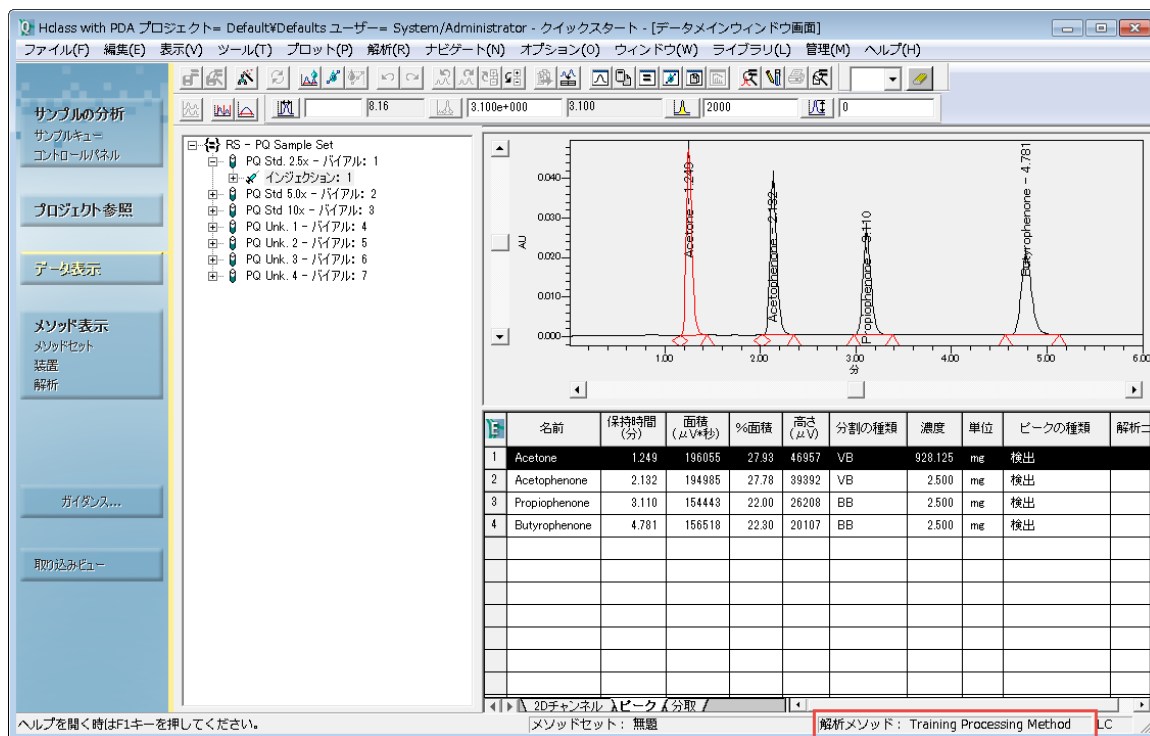 Hclass with PDA プロジェクト= Default¥Defaults ユーザー= System/Administrator - クイックスタート - [データメインウィンドウ画面]
ファイル(F) 編集(E) 表示(V) ツール(T) プロット(P) 解析(R) ナビゲート(N) オプション(O) ウィンドウ(W) ライブラリ(L) 管理(M) ヘルプ(H)
8.16 3.100e+000 3.100 2000 0
サンプルの分析
サンプルキュー
コントロールパネル
プロジェクト参照
データ表示
メソッド表示
メソッドセット
装置
解析
ガイダンス...
取り込みビュー
RS - PQ Sample Set
PQ Std. 2.5x - バイアル: 1
インジェクション: 1
PQ Std 5.0x - バイアル: 2
PQ Std 10x - バイアル: 3
PQ Unk. 1 - バイアル: 4
PQ Unk. 2 - バイアル: 5
PQ Unk. 3 - バイアル: 6
PQ Unk. 4 - バイアル: 7
AU
0.040
0.030
0.020
0.010
0.000
Acetone - 1.249
Acetophenone - 2.132
Propiophenone - 3.110
Butyrophenone - 4.781
1.00 2.00 3.00 4.00 5.00 6.00
分
名前 保持時間(分) 面積(μV*秒) %面積 高さ(μV) 分割の種類 濃度 単位 ピークの種類 解析コ
1 Acetone 1.249 196055 27.93 46957 VB 928.125 mg 検出
2 Acetophenone 2.132 194985 27.78 39392 VB 2.500 mg 検出
3 Propiophenone 3.110 154443 22.00 26208 BB 2.500 mg 検出
4 Butyrophenone 4.781 156518 22.30 20107 BB 2.500 mg 検出
2Dチャンネル ピーク 分取
ヘルプを開く時はF1キーを押してください。 メソッドセット: 無題 解析メソッド: Training Processing Method LC